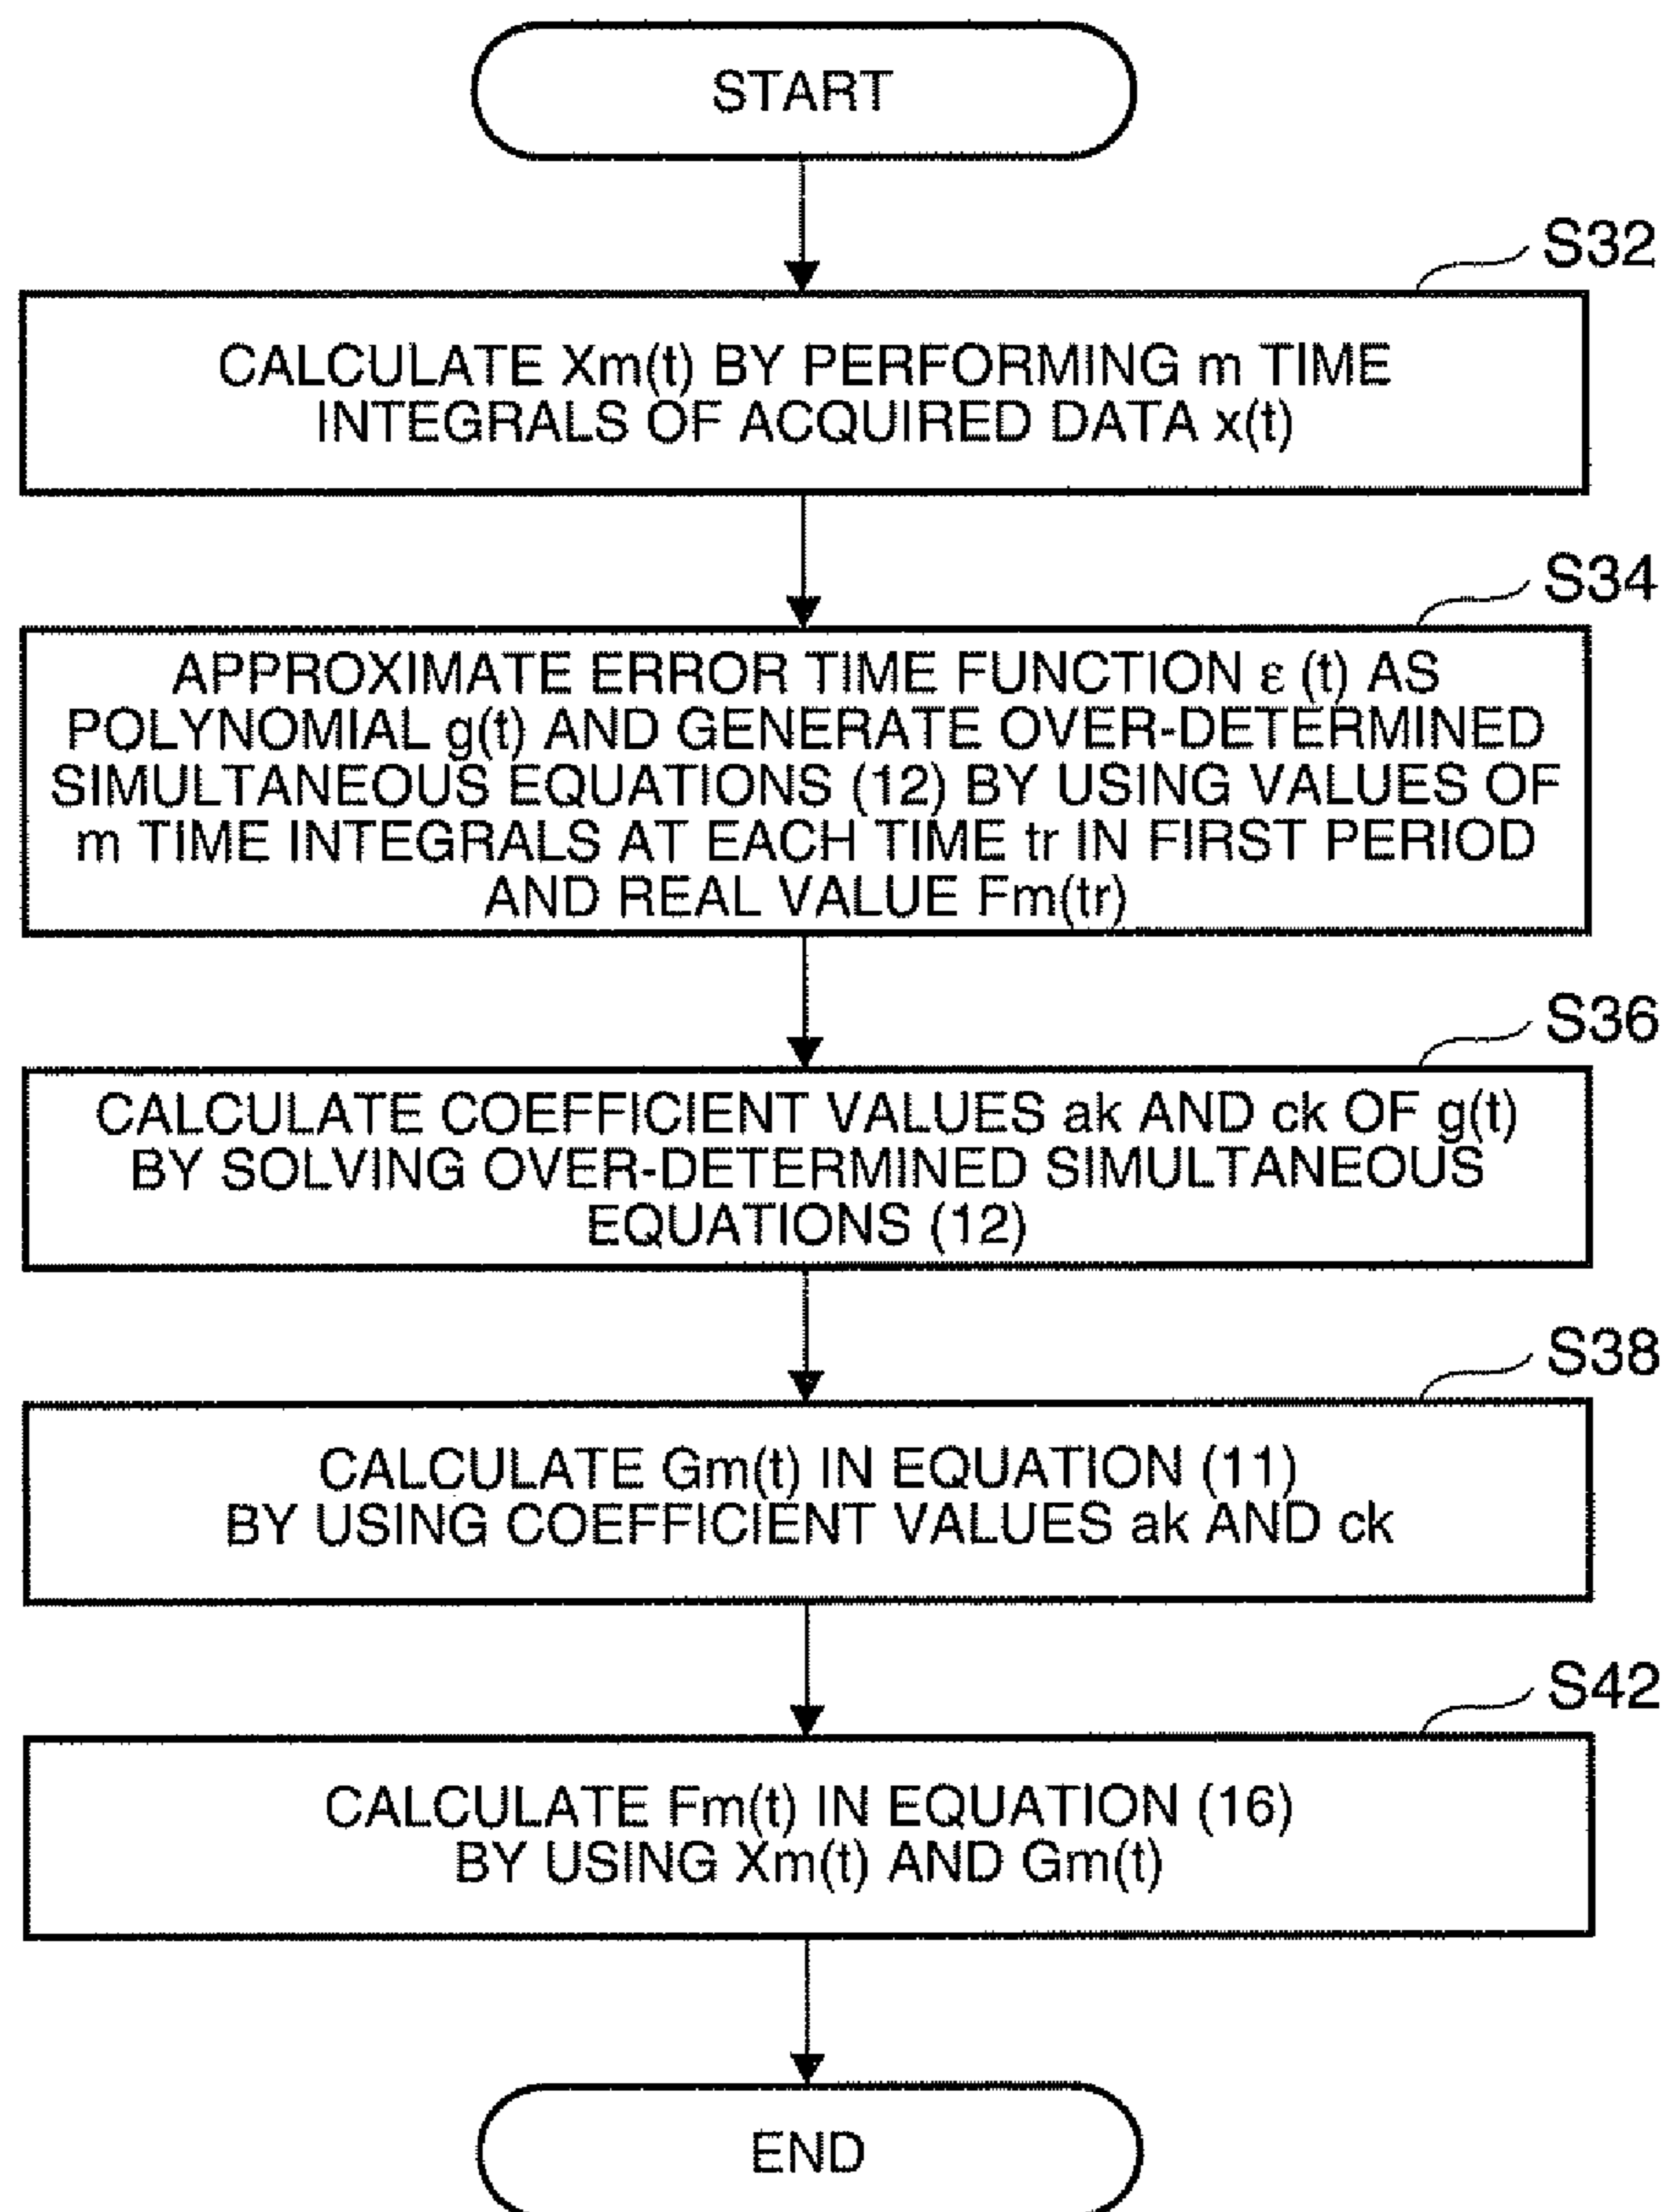 START
S32
CALCULATE Xm(t) BY PERFORMING m TIME
INTEGRALS OF ACQUIRED DATA x(t)
S34
APPROXIMATE ERROR TIME FUNCTION ε (t) AS
POLYNOMIAL g(t) AND GENERATE OVER-DETERMINED
SIMULTANEOUS EQUATIONS (12) BY USING VALUES OF
m TIME INTEGRALS AT EACH TIME tr IN FIRST PERIOD
AND REAL VALUE Fm(tr)
S36
CALCULATE COEFFICIENT VALUES ak AND ck OF g(t)
BY SOLVING OVER-DETERMINED SIMULTANEOUS
EQUATIONS (12)
S38
CALCULATE Gm(t) IN EQUATION (11)
BY USING COEFFICIENT VALUES ak AND ck
S42
CALCULATE Fm(t) IN EQUATION (16)
BY USING Xm(t) AND Gm(t)
END